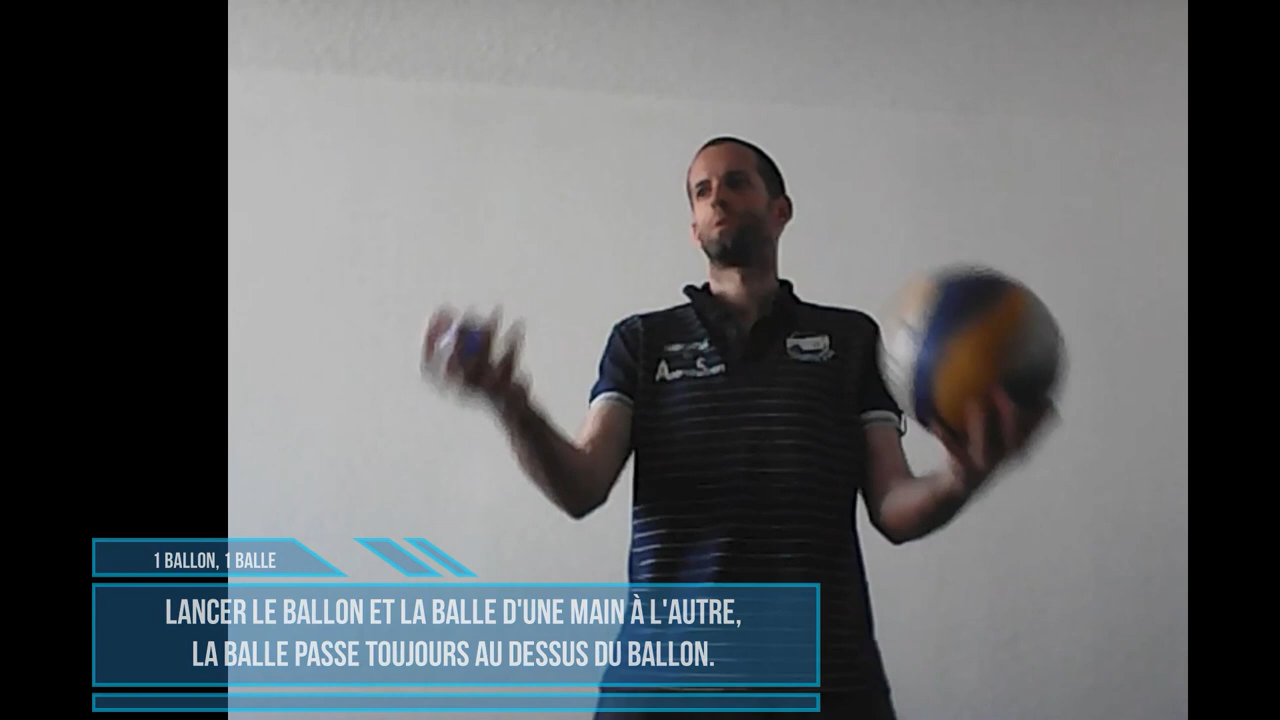 1 BALLON, 1 BALLE
LANCER LE BALLON ET LA BALLE D'UNE MAIN À L'AUTRE,
LA BALLE PASSE TOUJOURS AU DESSUS DU BALLON.